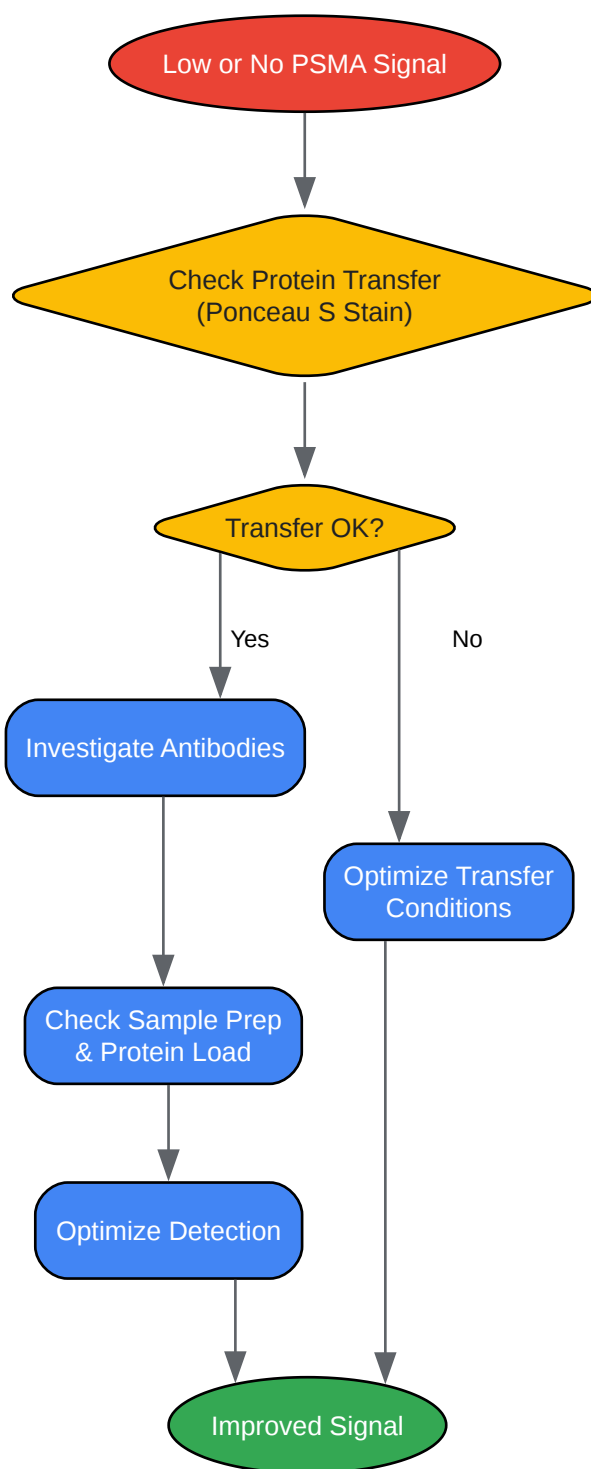 Low or No PSMA Signal
Check Protein Transfer
(Ponceau S Stain)
Transfer OK?
Yes
No
Investigate Antibodies
Optimize Transfer
Conditions
Check Sample Prep
& Protein Load
Optimize Detection
Improved Signal